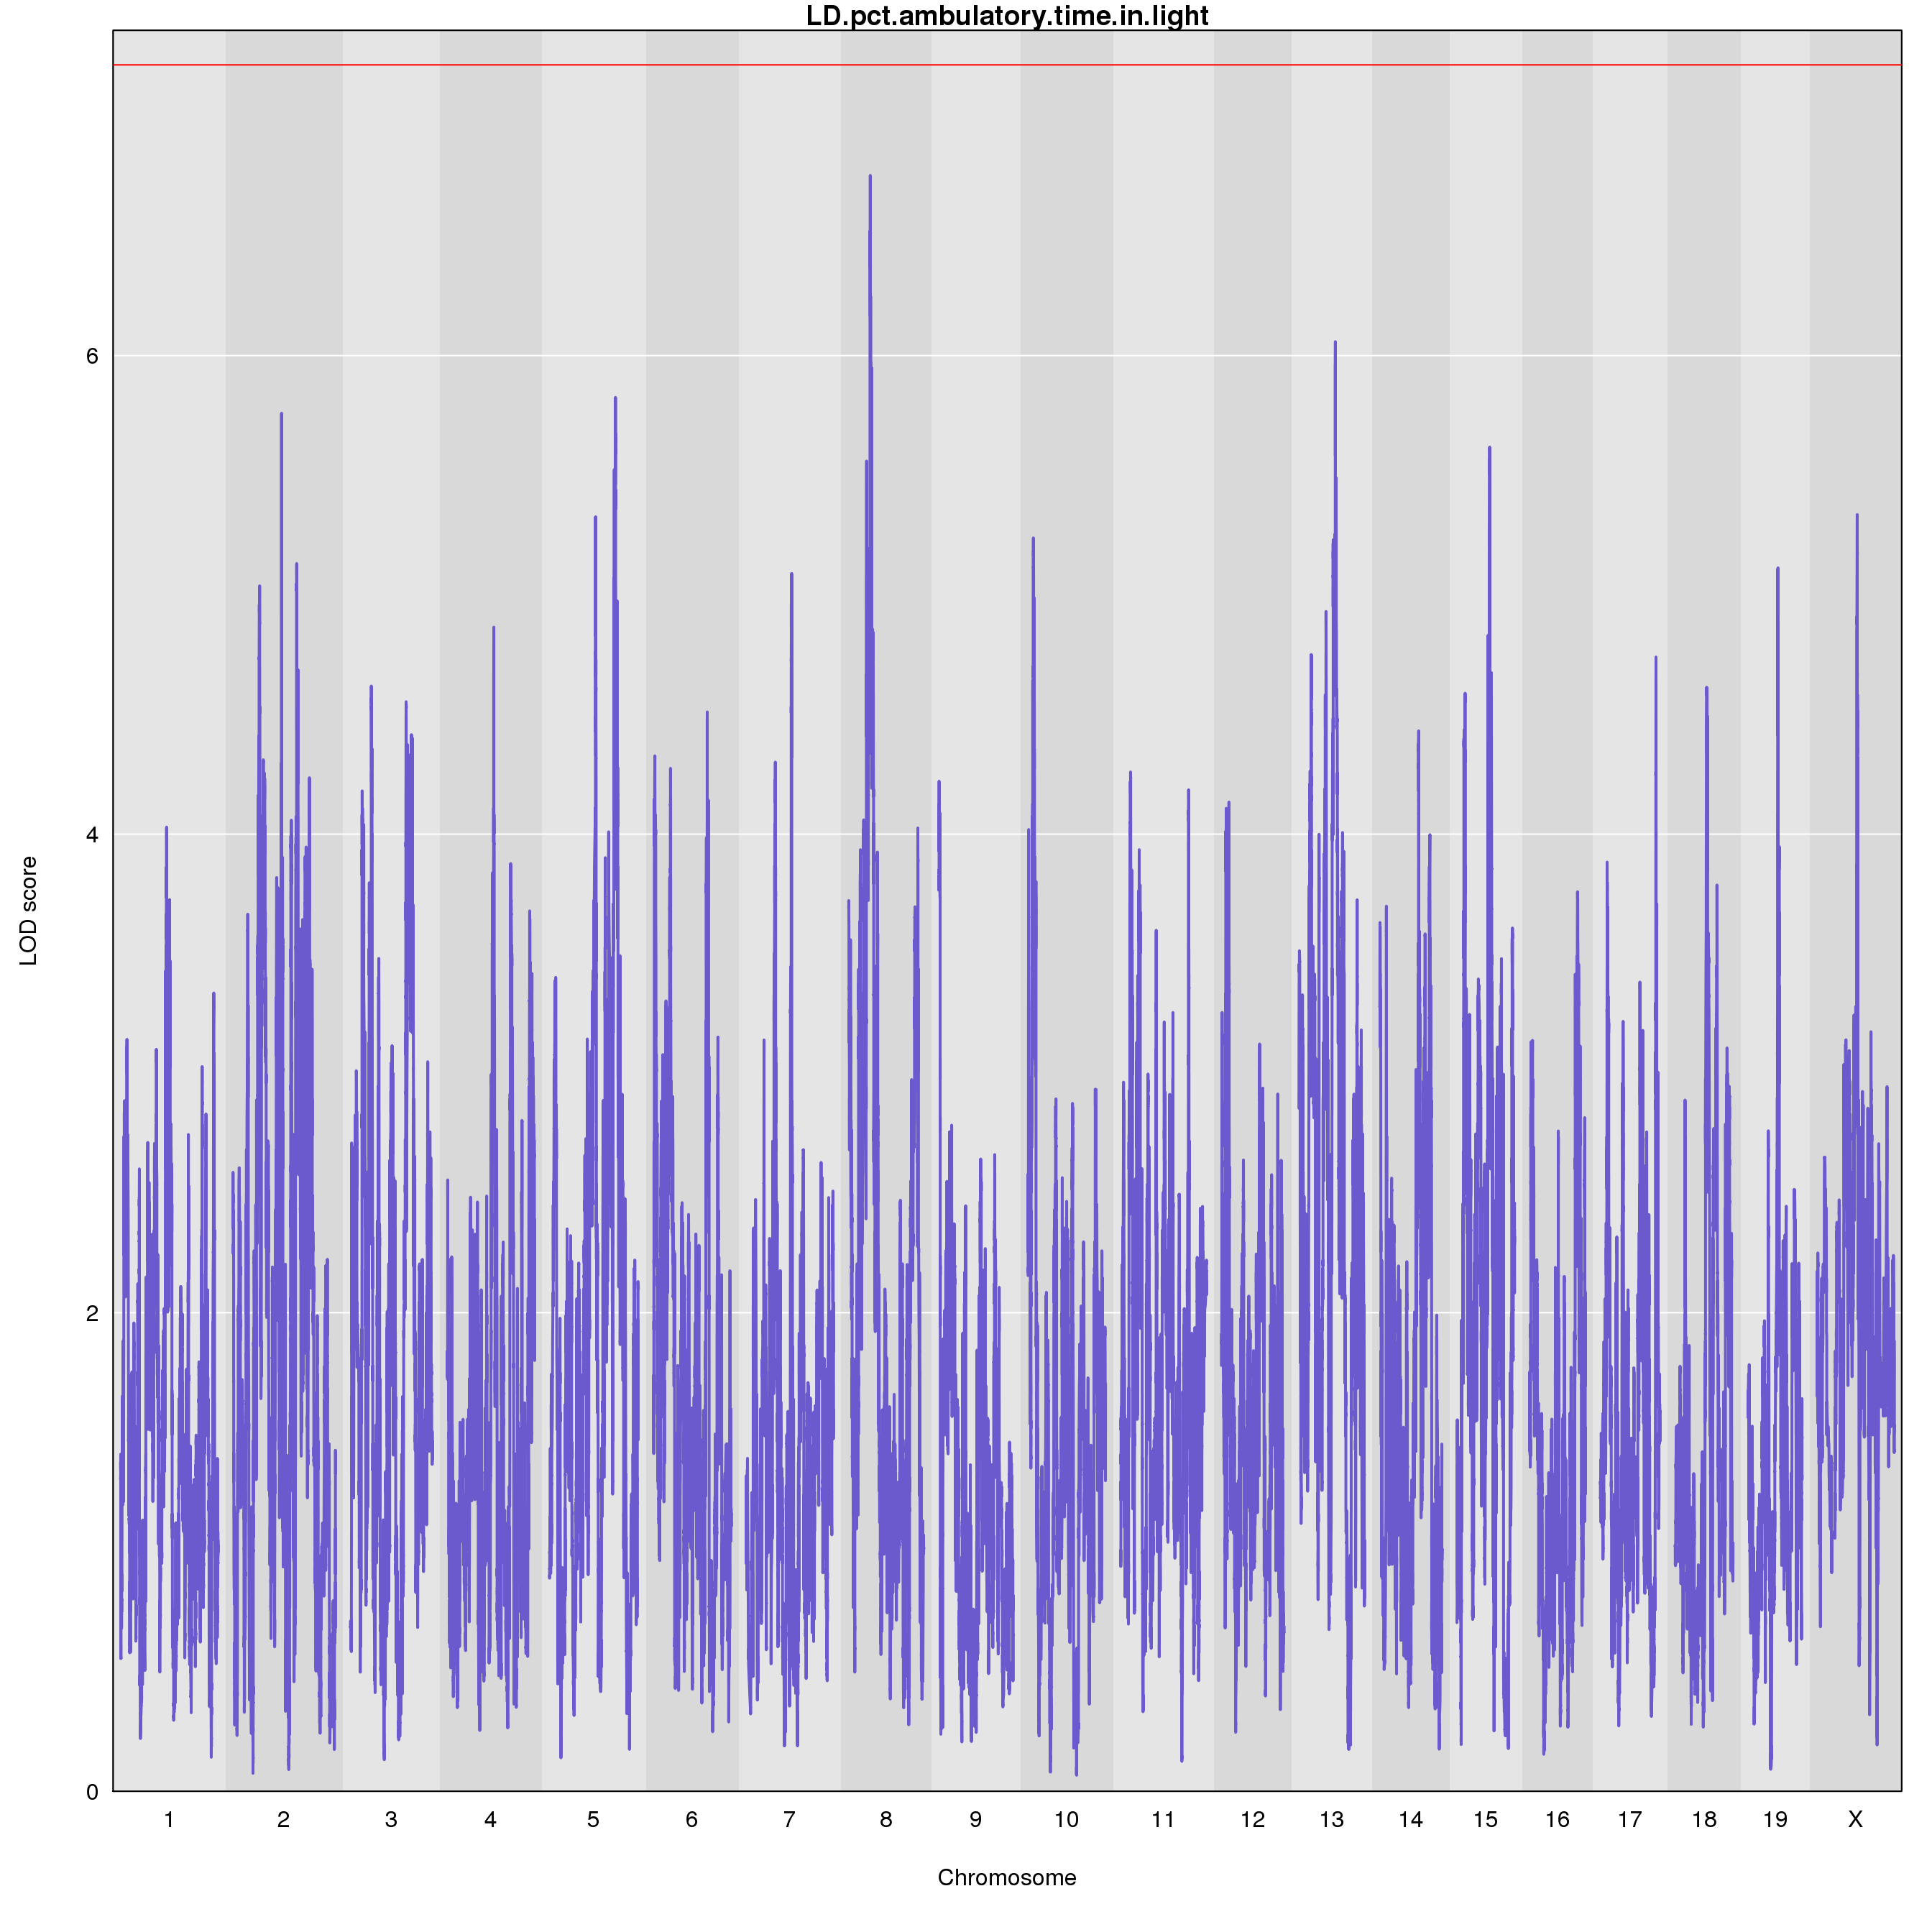 LD.pct.ambulatory.time.in.light
LOD score
6
4
2
0
1 2 3 4 5 6 7 8 9 10 11 12 13 14 15 16 17 18 19 X
Chromosome